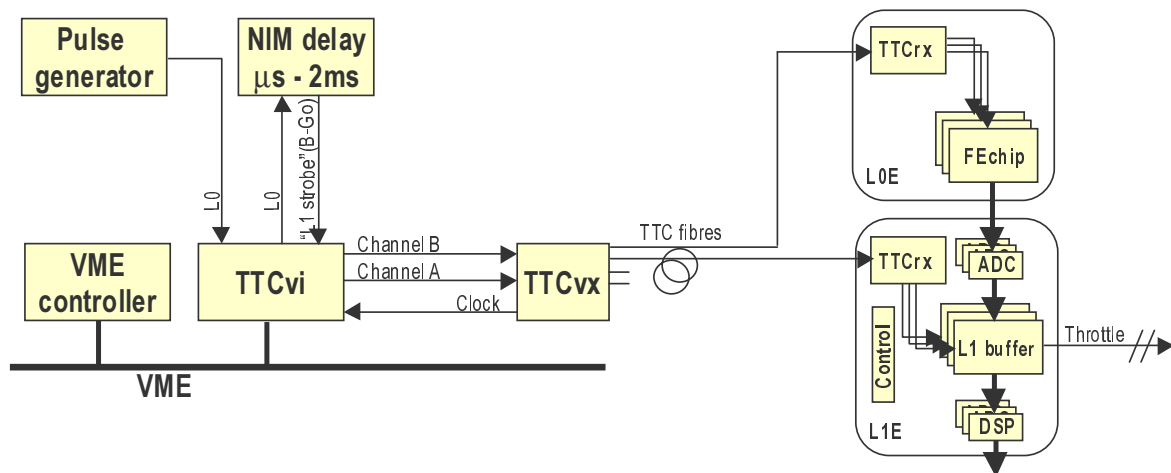 Pulse
generator
NIM delay
µs - 2ms
L0
L0
"L1 strobe"(B-Go)
VME
controller
TTCvi
Channel B
Channel A
Clock
TTCvx
VME
TTC fibres
TTCrx
FEchip
L0E
TTCrx
ADC
Control
L1 buffer
Throttle
DSP
L1E